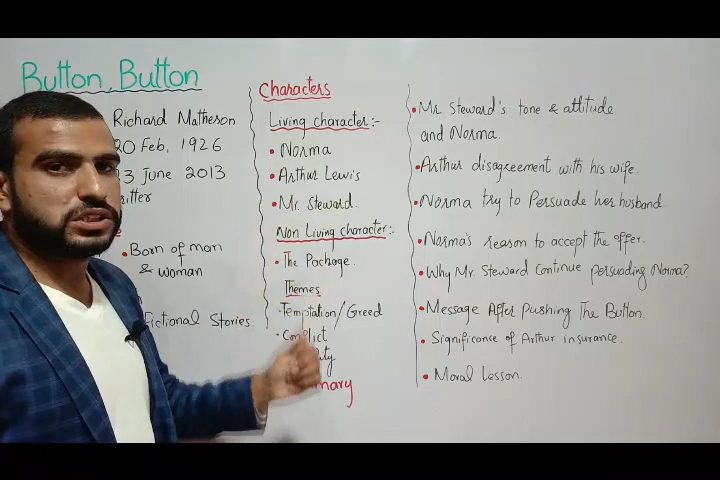 Button, Button
Richard Matheson
20 Feb, 1926
3 June 2013
ritter
Born of man
& woman
Fictional Stories
Characters
Living character:-
Norma
Arthur Lewis
Mr. Steward.
Non Living character:-
The Package.
Themes
Temptation/Greed
Conflict
ty
mary
Mr Steward's tone & attitude
and Norma.
Arthur disagreement with his wife.
Norma try to Persuade her husband
Norma's reason to accept the offer.
Why Mr. Steward Continue persuading Norma?
Message After Pushing The Button.
Significance of Arthur insurance.
Moral Lesson.